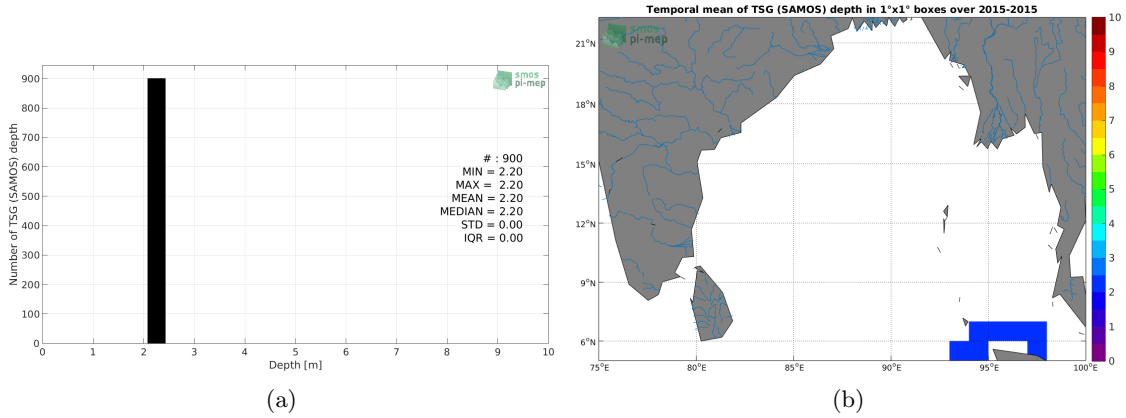 smos
pi-mep
900
800
700
600
500
400
300
200
100
0
Number of TSG (SAMOS) depth
# : 900
MIN = 2.20
MAX = 2.20
MEAN = 2.20
MEDIAN = 2.20
STD = 0.00
IQR = 0.00
0 1 2 3 4 5 6 7 8 9 10
Depth [m]
(a)
Temporal mean of TSG (SAMOS) depth in 1°x1° boxes over 2015-2015
smos
pi-mep
21°N
18°N
15°N
12°N
9°N
6°N
75°E 80°E 85°E 90°E 95°E 100°E
10
9
8
7
6
5
4
3
2
1
0
(b)